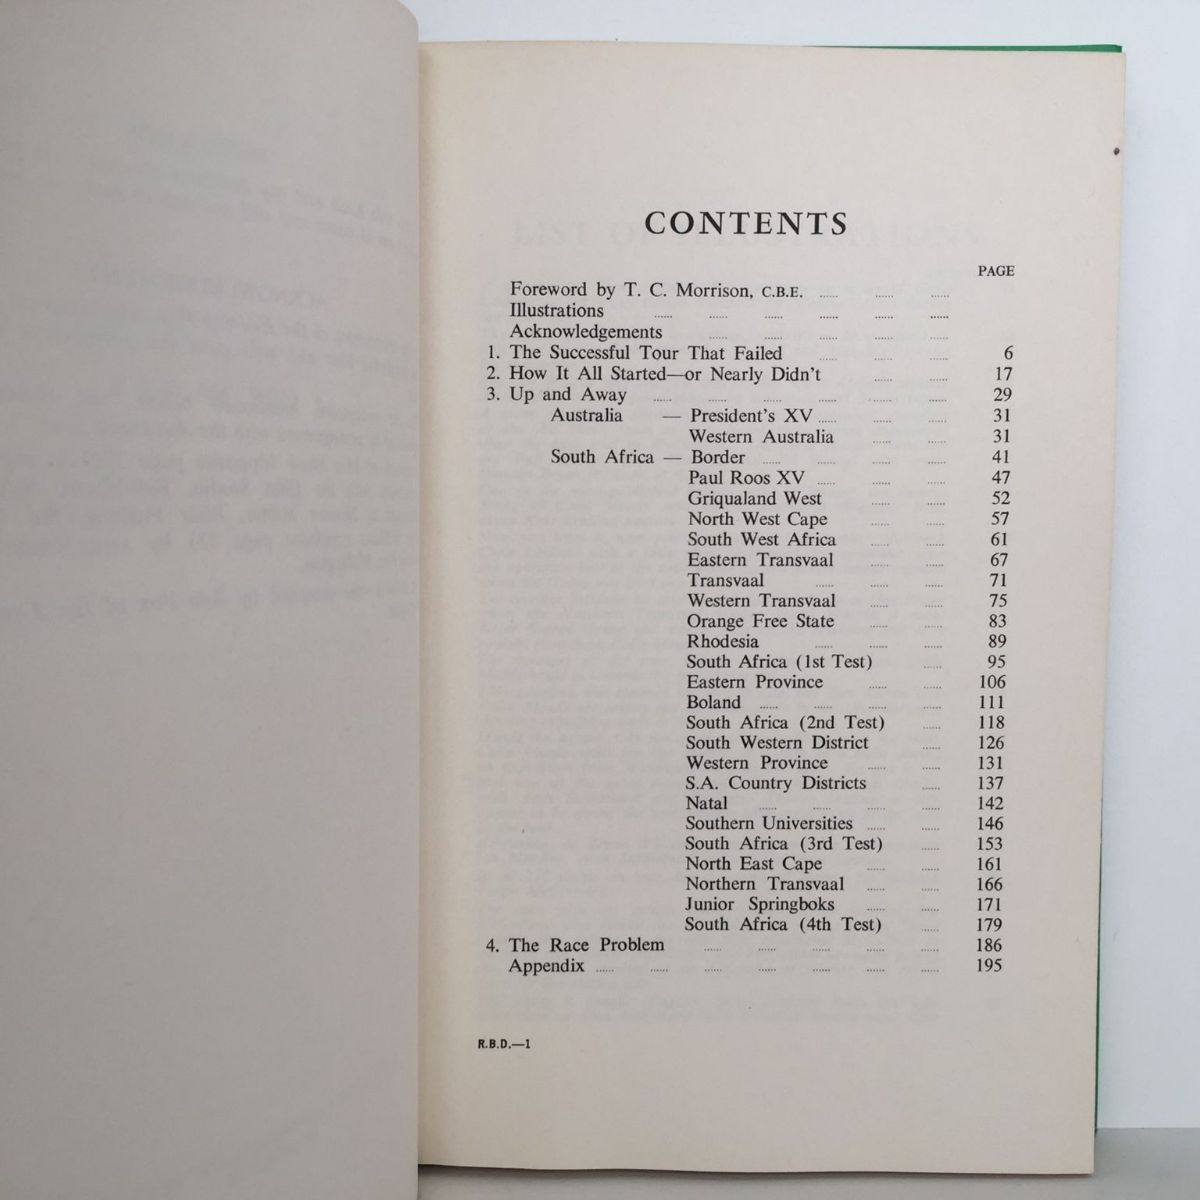 CONTENTS
PAGE
Foreword by T. C. Morrison, C.B.E. ...... ...... ......
Illustrations ...... ...... ...... ...... ...... ......
Acknowledgements ...... ...... ...... ...... ......
1. The Successful Tour That Failed ...... ...... ...... 6
2. How It All Started—or Nearly Didn't ...... ...... 17
3. Up and Away ...... ...... ...... ...... ...... ...... 29
Australia — President's XV ...... ...... ...... 31
Western Australia ...... ...... 31
South Africa — Border ...... ...... ...... ...... 41
Paul Roos XV ...... ...... ...... 47
Griqualand West ...... ...... 52
North West Cape ...... ...... 57
South West Africa ...... ...... 61
Eastern Transvaal ...... ...... 67
Transvaal ...... ...... ...... 71
Western Transvaal ...... ...... 75
Orange Free State ...... ...... 83
Rhodesia ...... ...... ...... 89
South Africa (1st Test) ...... 95
Eastern Province ...... ...... 106
Boland ...... ...... ...... ...... 111
South Africa (2nd Test) ...... 118
South Western District ...... 126
Western Province ...... ...... 131
S.A. Country Districts ...... 137
Natal ...... ...... ...... ...... 142
Southern Universities ...... ...... 146
South Africa (3rd Test) ...... 153
North East Cape ...... ...... 161
Northern Transvaal ...... ...... 166
Junior Springboks ...... ...... 171
South Africa (4th Test) ...... 179
4. The Race Problem ...... ...... ...... ...... ...... 186
Appendix ...... ...... ...... ...... ...... ...... ...... 195
R.B.D.—1